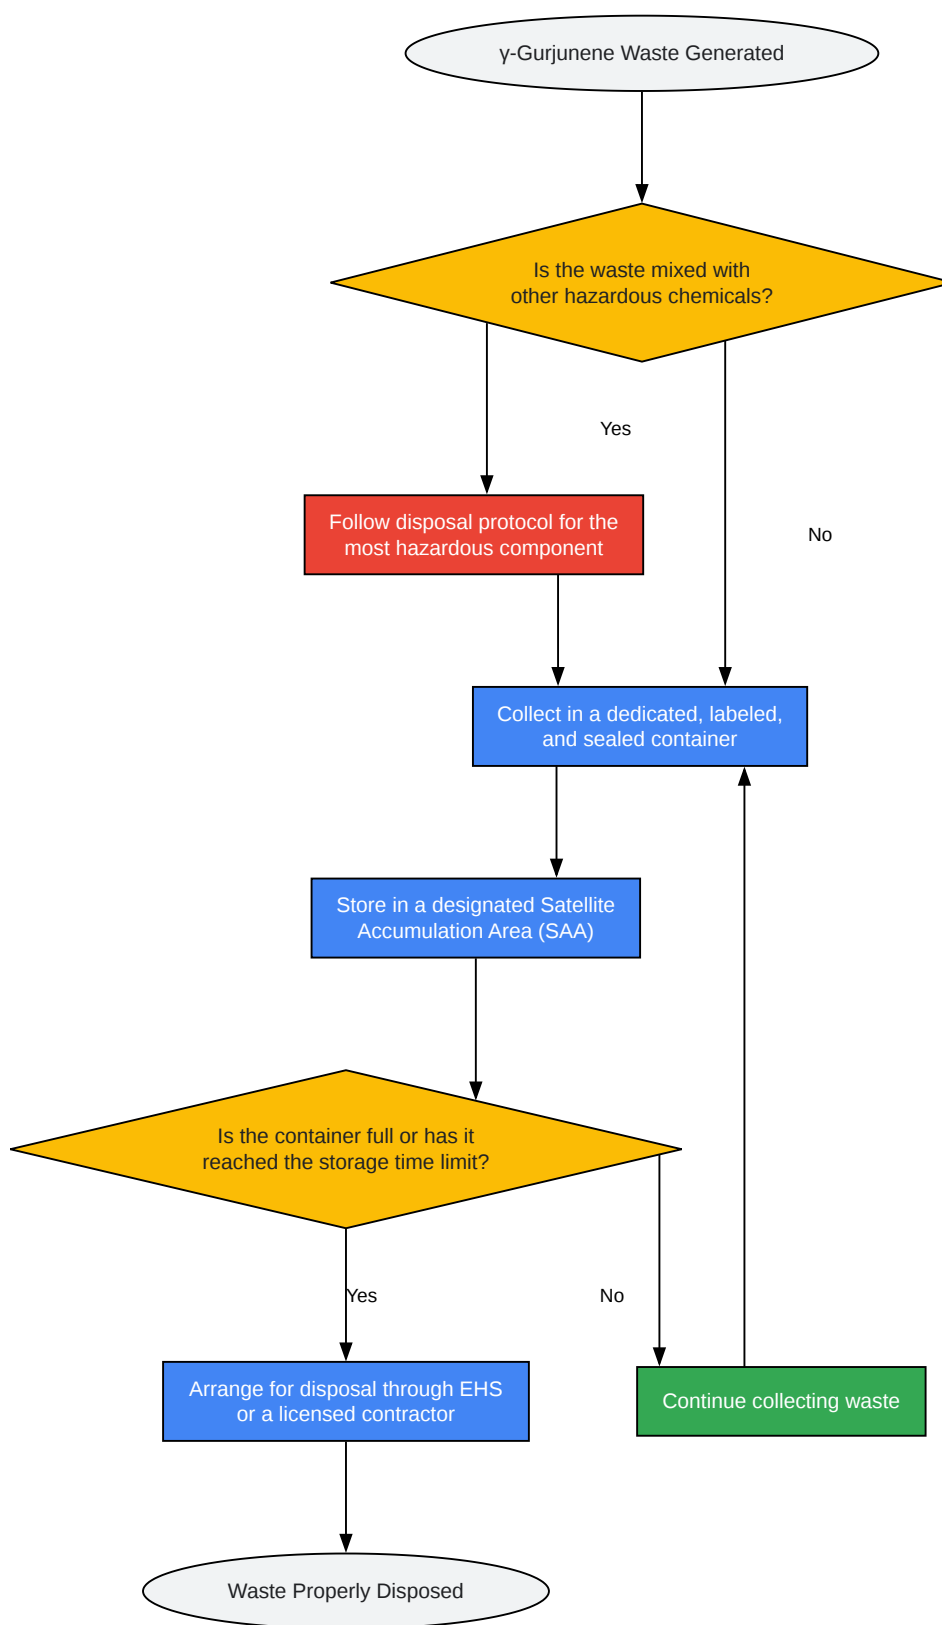 γ-Gurjunene Waste Generated
Is the waste mixed with
other hazardous chemicals?
Yes
Follow disposal protocol for the
most hazardous component
No
Collect in a dedicated, labeled,
and sealed container
Store in a designated Satellite
Accumulation Area (SAA)
Is the container full or has it
reached the storage time limit?
Yes
No
Arrange for disposal through EHS
or a licensed contractor
Continue collecting waste
Waste Properly Disposed